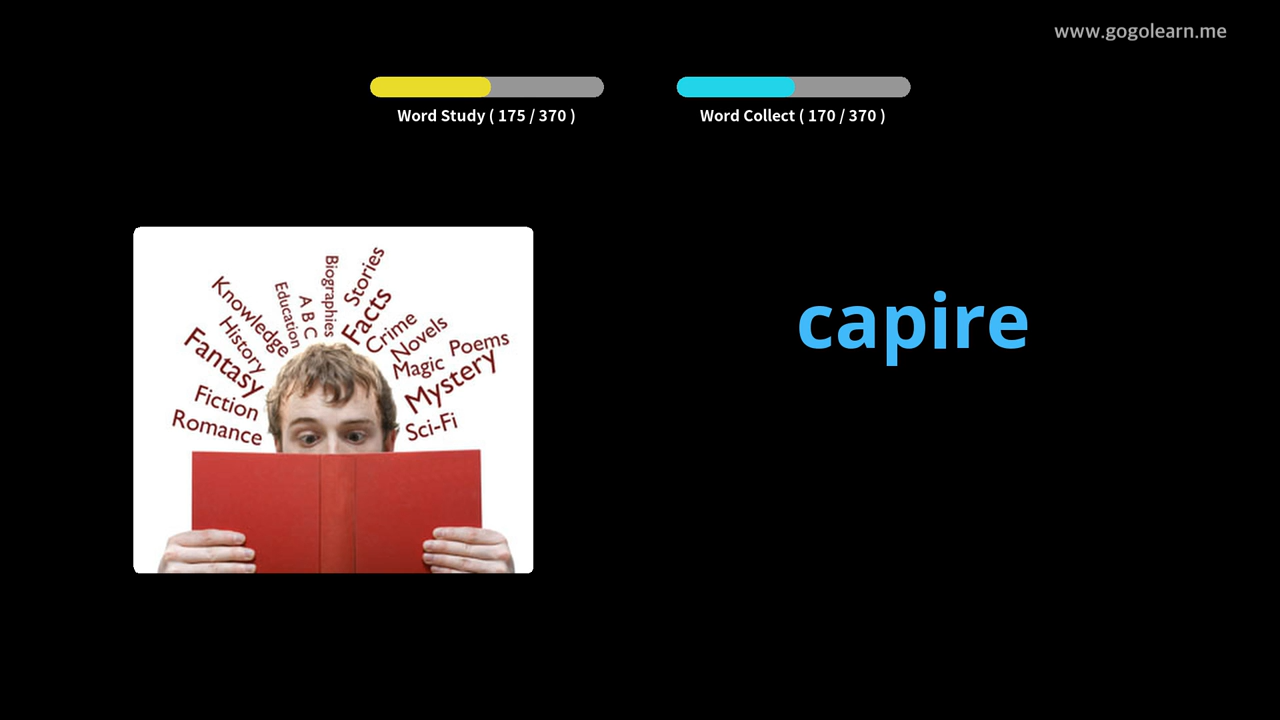 www.gogolearn.me
Word Study ( 175 / 370 )
Word Collect ( 170 / 370 )
Knowledge
Education
A B C
Biographies
Stories
Facts
Crime
Novels
Poems
Magic
Mystery
Sci-Fi
History
Fantasy
Fiction
Romance
capire